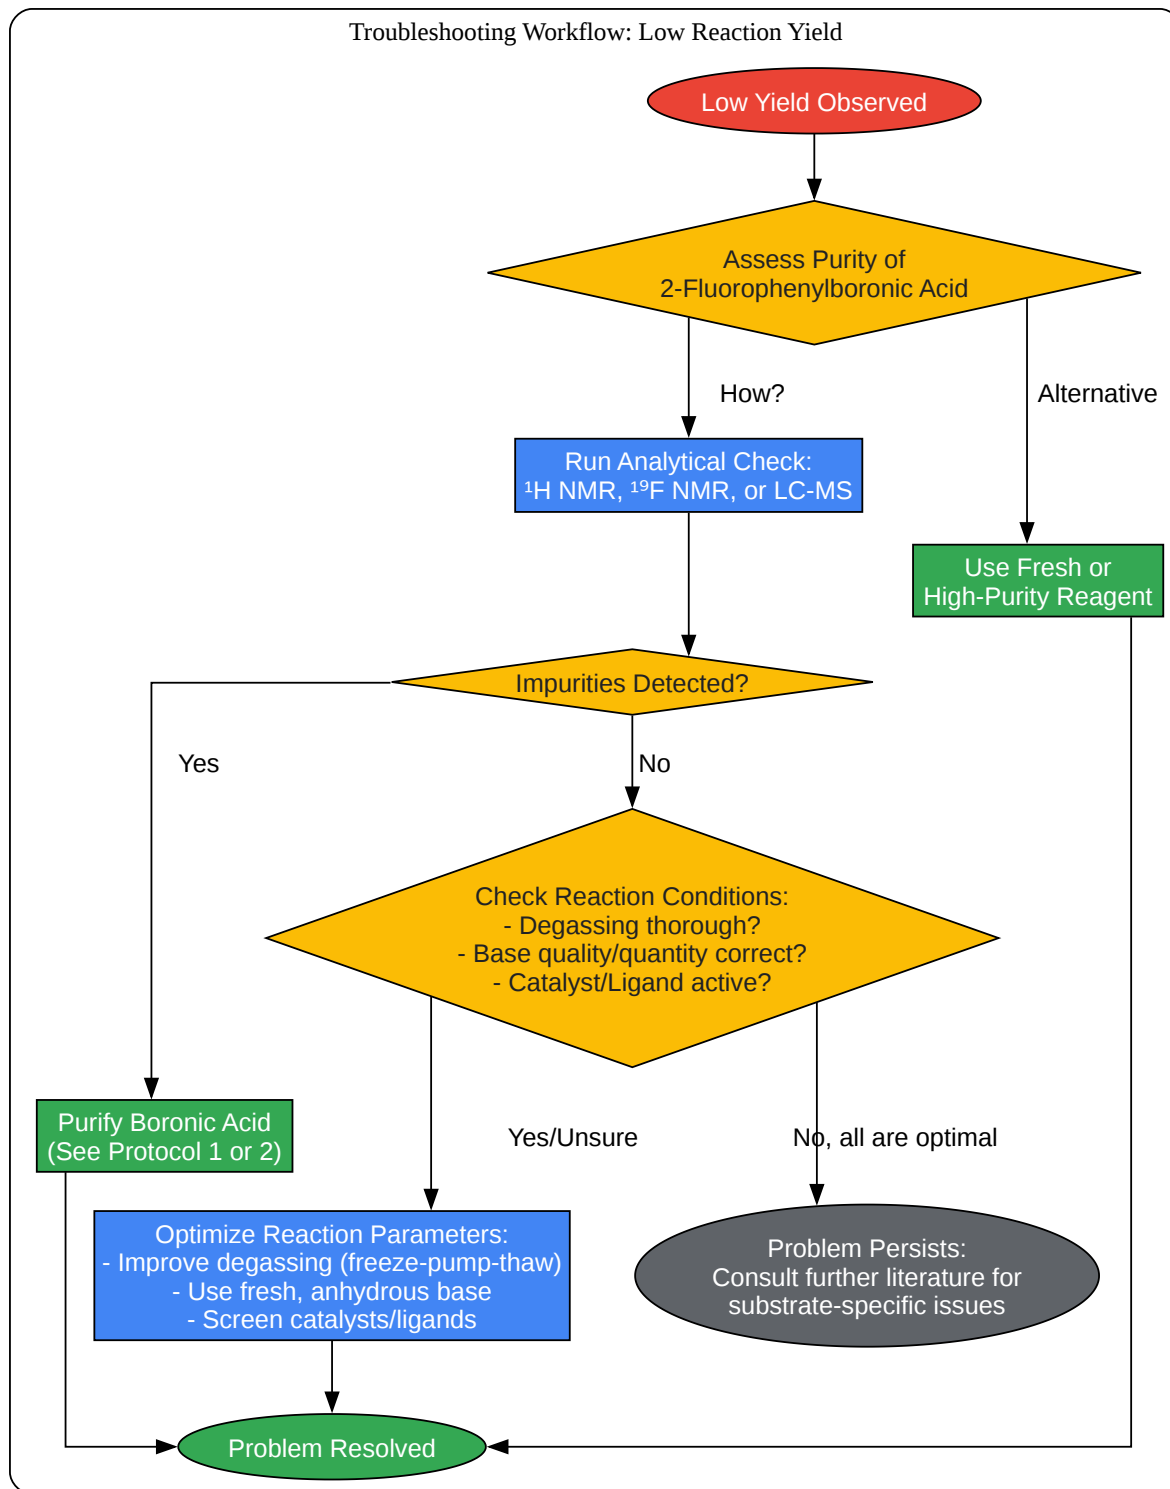 Troubleshooting Workflow: Low Reaction Yield
Low Yield Observed
Assess Purity of
2-Fluorophenylboronic Acid
How?
Alternative
Run Analytical Check:
¹H NMR, ¹⁹F NMR, or LC-MS
Use Fresh or
High-Purity Reagent
Impurities Detected?
Yes
No
Check Reaction Conditions:
- Degassing thorough?
- Base quality/quantity correct?
- Catalyst/Ligand active?
Purify Boronic Acid
(See Protocol 1 or 2)
Yes/Unsure
No, all are optimal
Optimize Reaction Parameters:
- Improve degassing (freeze-pump-thaw)
- Use fresh, anhydrous base
- Screen catalysts/ligands
Problem Persists:
Consult further literature for
substrate-specific issues
Problem Resolved